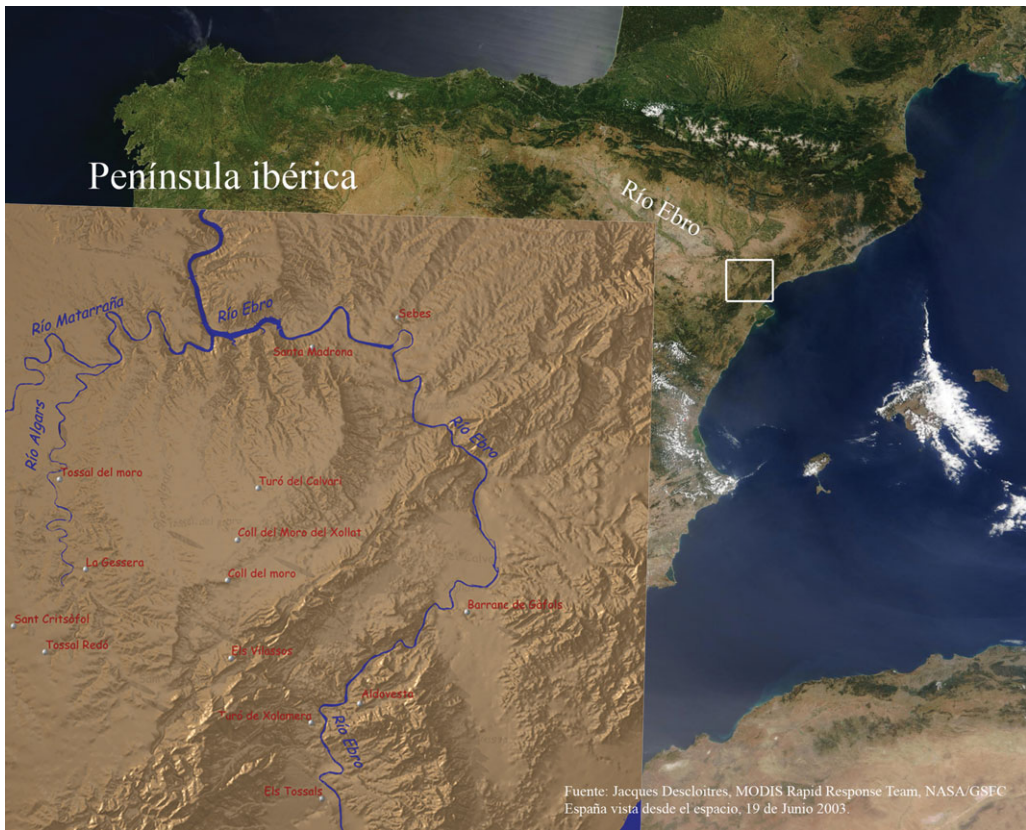 Península ibérica
Río Ebro
Río Matarraña
Río Ebro
Sebes
Santa Madrona
Río Algars
Río Ebro
Tossal del moro
Turó del Calvari
Coll del Moro del Xollat
La Gessera
Coll del moro
Barranc de Gàfols
Sant Critsòfol
Tossal Redó
Els Vilassos
Aldovesta
Turó de Xalamera
Río Ebro
Els Tossals
Fuente: Jacques Descloitres, MODIS Rapid Response Team, NASA/GSFC
España vista desde el espacio, 19 de Junio 2003.